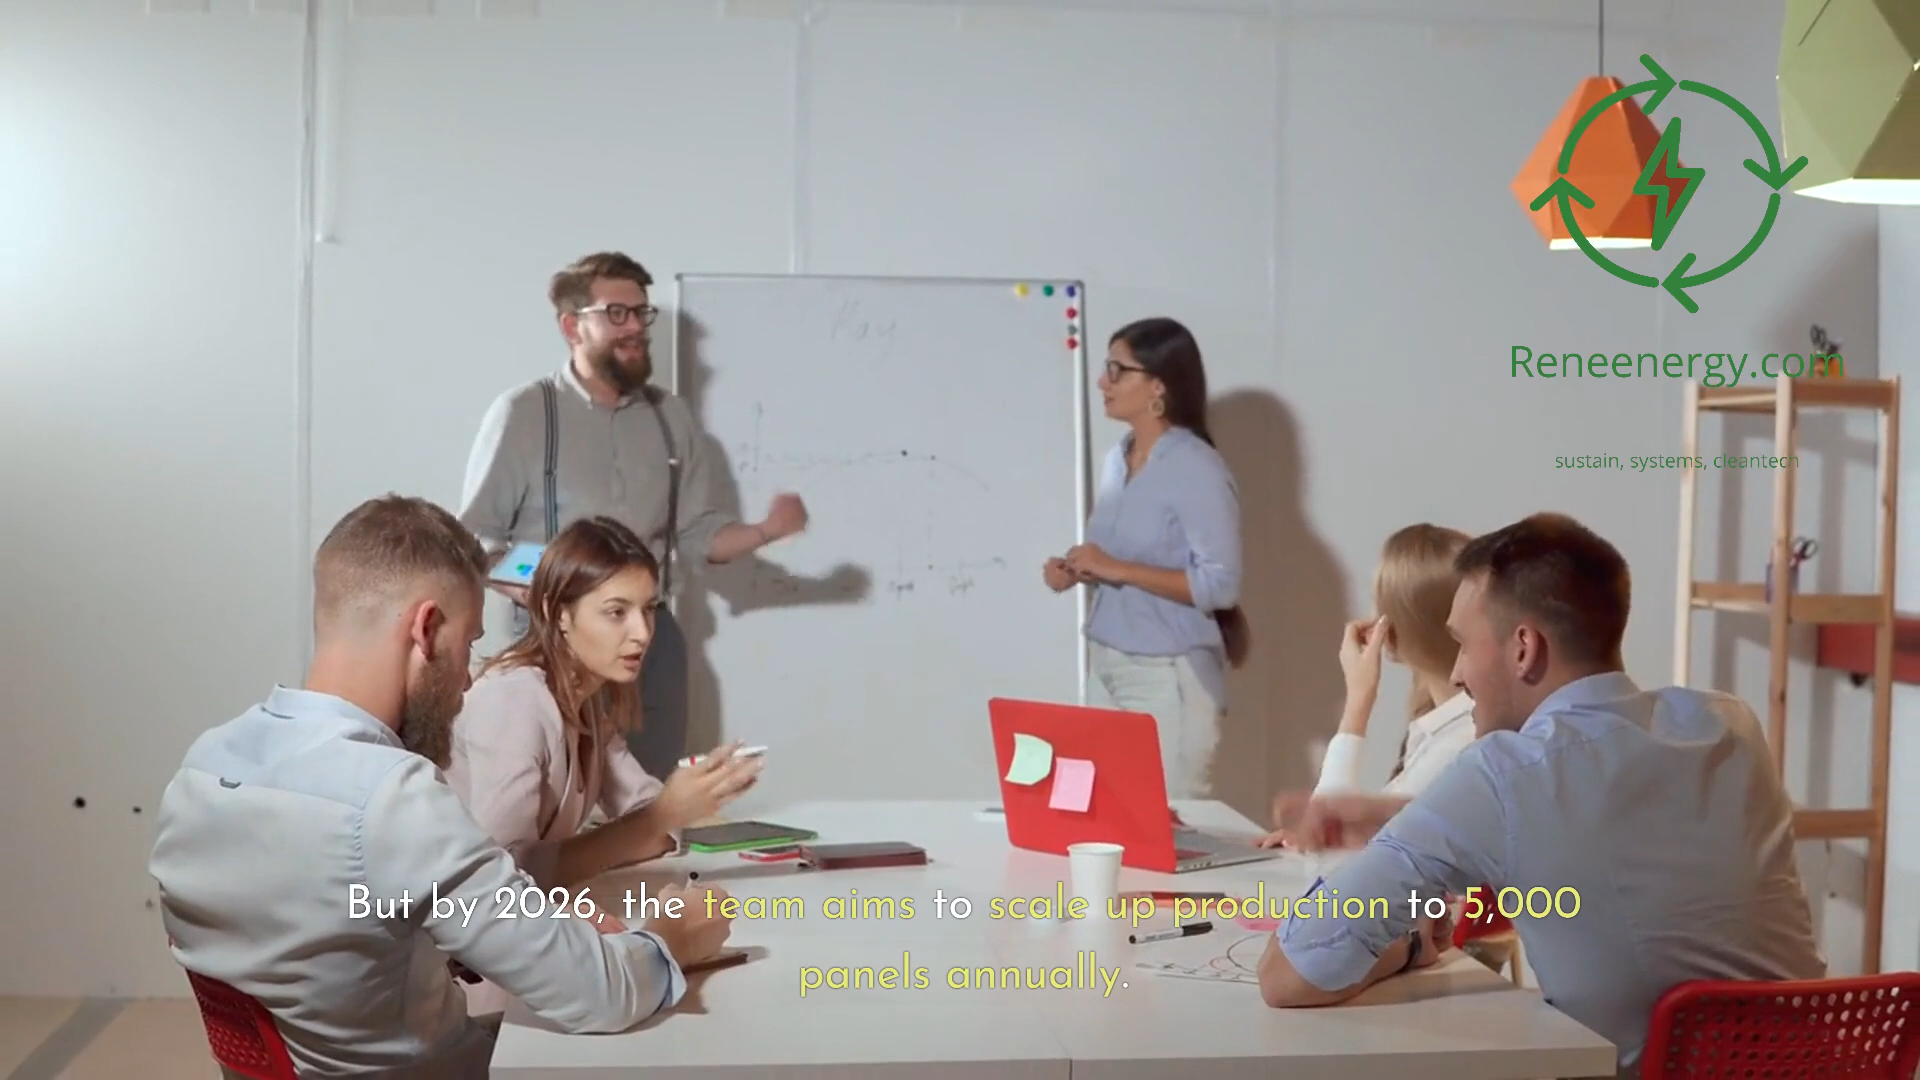 Reneenergy.com
sustain, systems, cleantech
But by 2026, the team aims to scale up production to 5,000
panels annually.